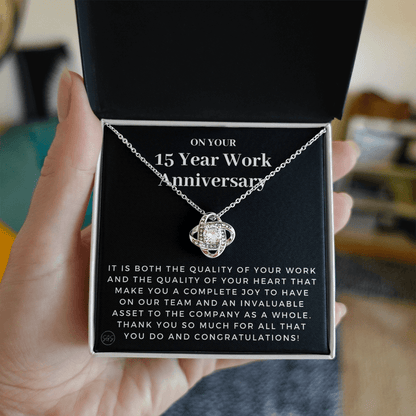 ON YOUR
15 Year Work
Anniversary
IT IS BOTH THE QUALITY OF YOUR WORK
AND THE QUALITY OF YOUR HEART THAT
MAKE YOU A COMPLETE JOY TO HAVE
ON OUR TEAM AND AN INVALUABLE
ASSET TO THE COMPANY AS A WHOLE.
THANK YOU SO MUCH FOR ALL THAT
YOU DO AND CONGRATULATIONS!